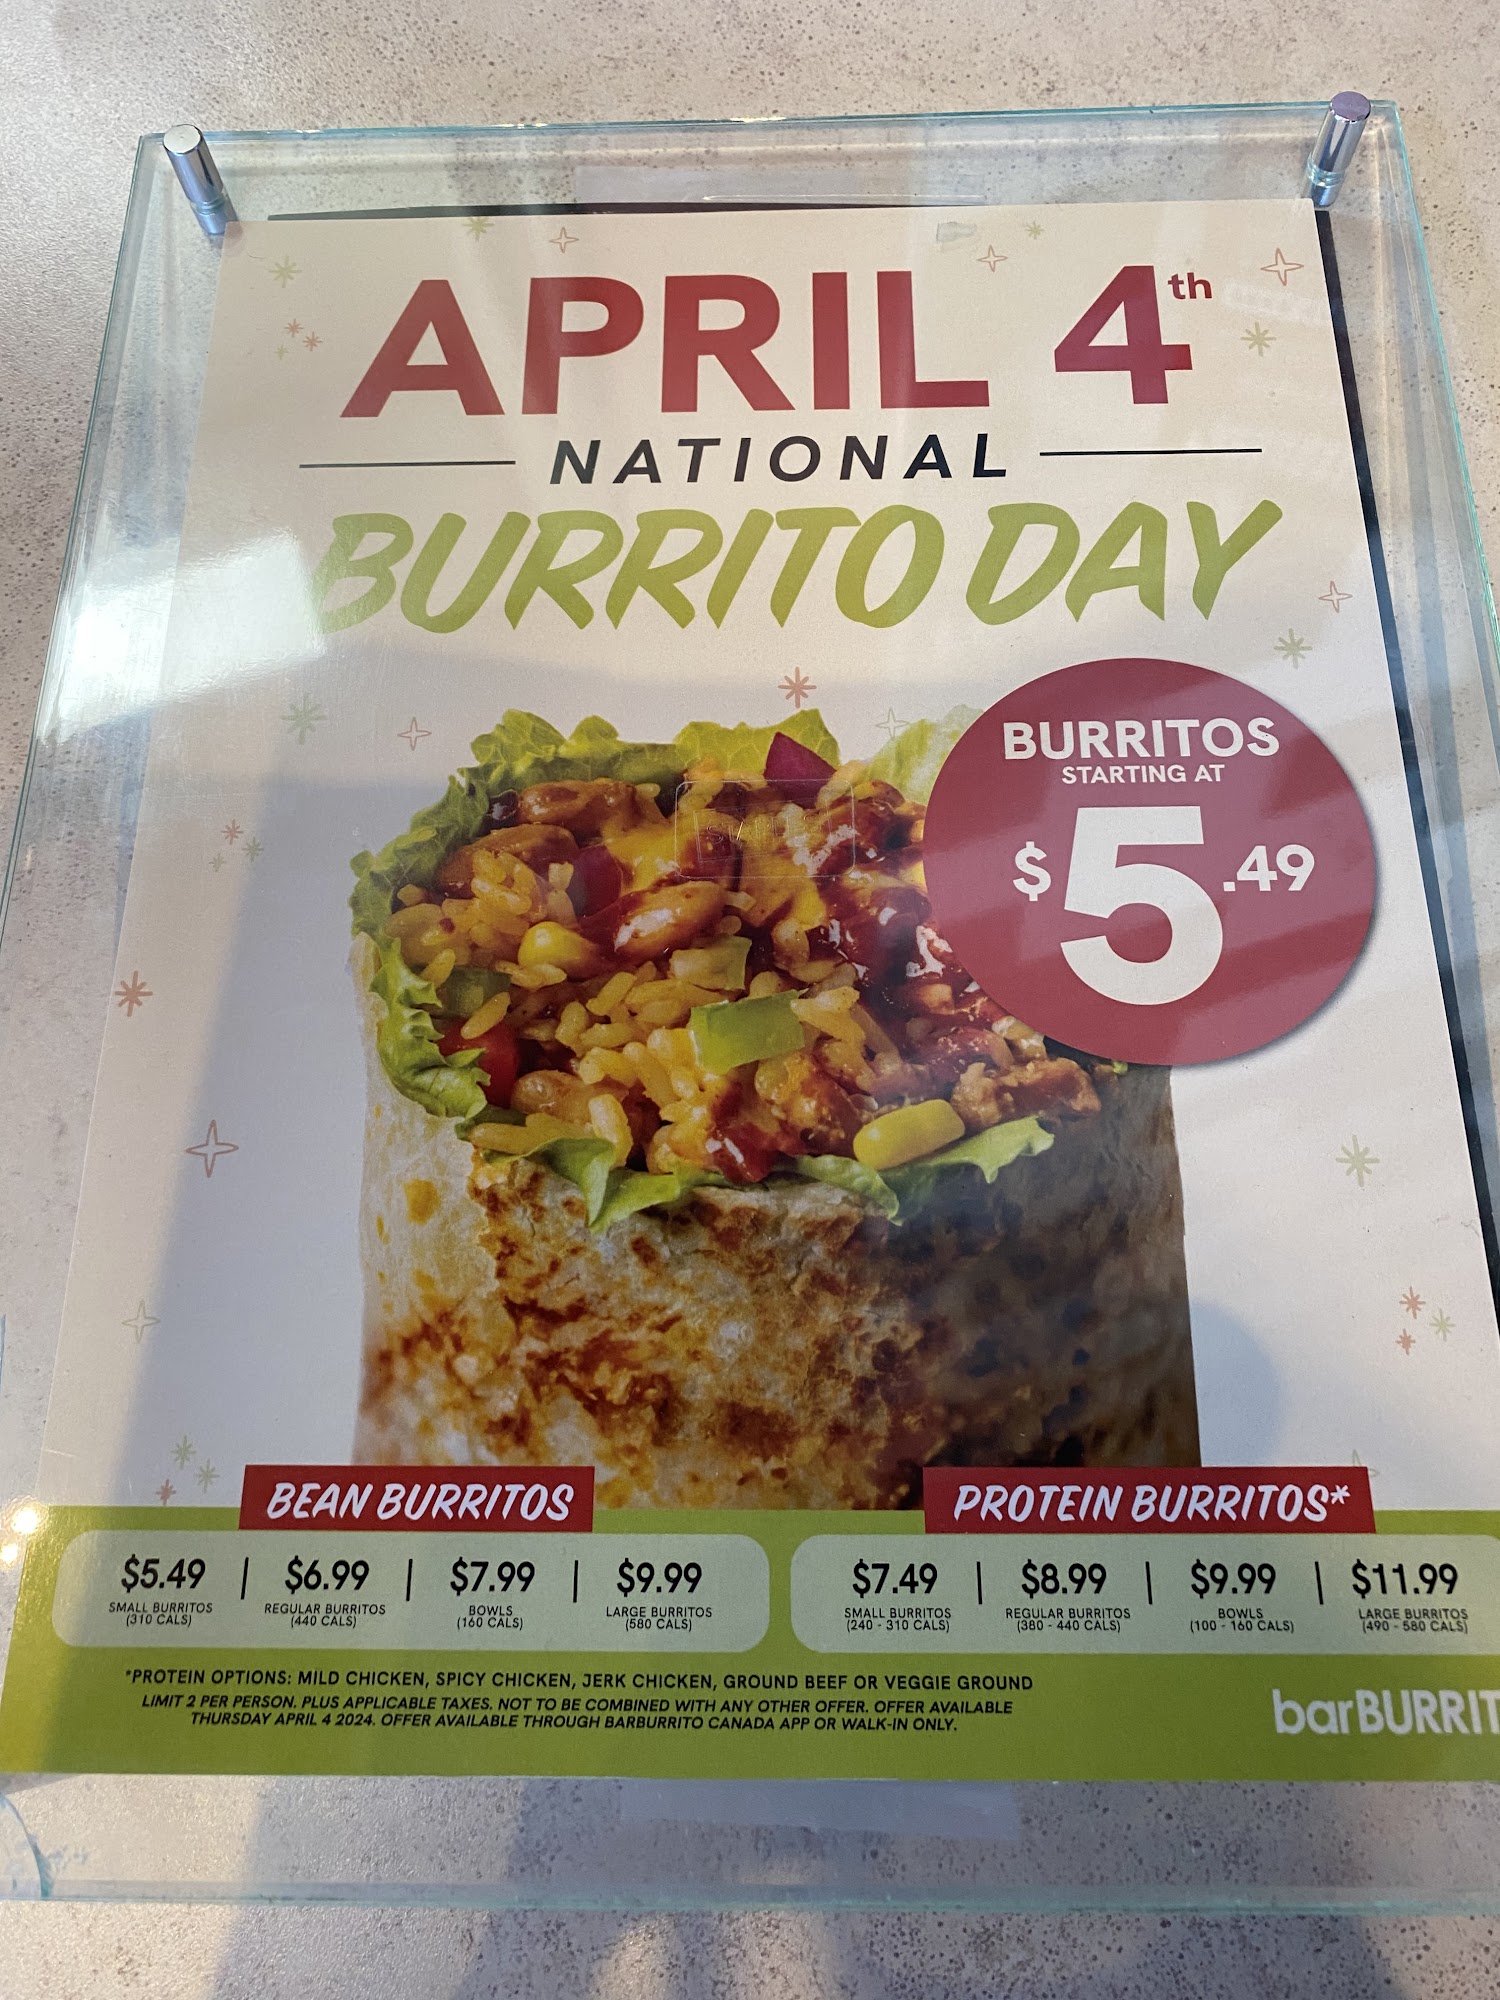 APRIL 4th
NATIONAL
BURRITO DAY
BURRITOS
STARTING AT
$5.49
BEAN BURRITOS
$5.49 | $6.99 | $7.99 | $9.99
SMALL BURRITOS REGULAR BURRITOS BOWLS LARGE BURRITOS
(310 CALS) (440 CALS) (160 CALS) (580 CALS)
PROTEIN BURRITOS*
$7.49 | $8.99 | $9.99 | $11.99
SMALL BURRITOS REGULAR BURRITOS BOWLS LARGE BURRITOS
(240 - 310 CALS) (380 - 440 CALS) (100 - 160 CALS) (490 - 580 CALS)
*PROTEIN OPTIONS: MILD CHICKEN, SPICY CHICKEN, JERK CHICKEN, GROUND BEEF OR VEGGIE GROUND
LIMIT 2 PER PERSON. PLUS APPLICABLE TAXES. NOT TO BE COMBINED WITH ANY OTHER OFFER. OFFER AVAILABLE
THURSDAY APRIL 4 2024. OFFER AVAILABLE THROUGH BARBURRITO CANADA APP OR WALK-IN ONLY.
barBURRIT